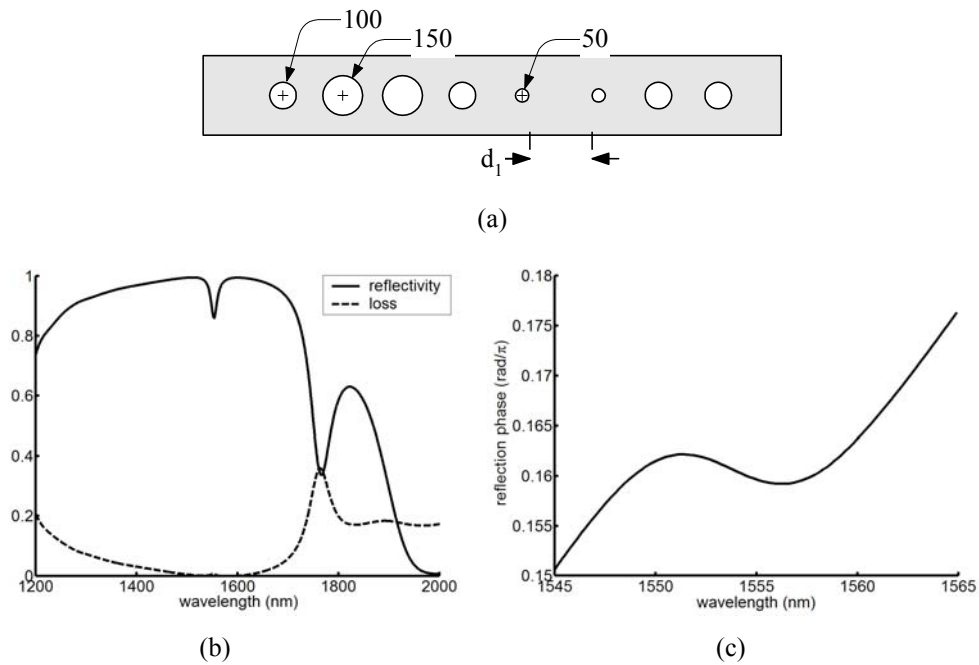 100
150
50
d1
(a)
1
0.8
0.6
0.4
0.2
0
1200
1400
1600
1800
2000
wavelength (nm)
reflectivity
loss
(b)
0.18
0.175
0.17
0.165
0.16
0.155
0.15
reflection phase (rad/π)
1545
1550
1555
1560
1565
wavelength (nm)
(c)